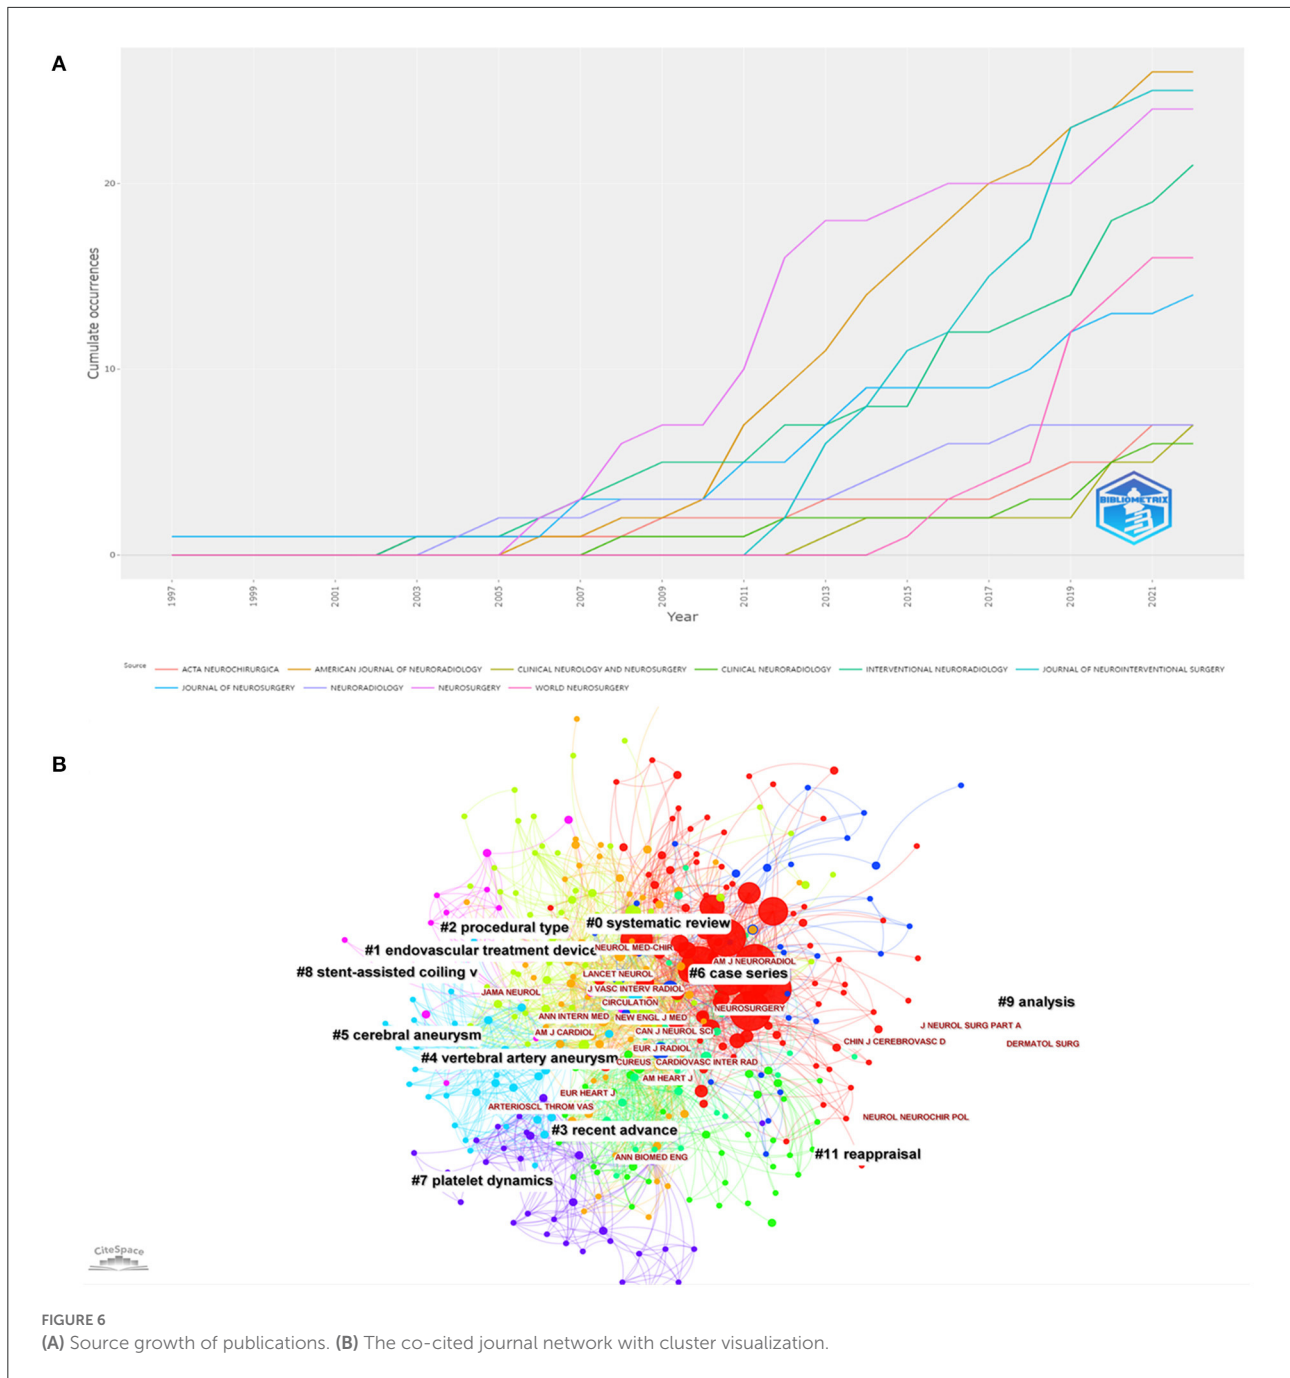 A
Cumulate occurrences
20
10
0
1997
1999
2001
2003
2005
2007
2009
2011
2013
2015
2017
2019
2021
Year
BIBLIOMETRIX
Source
ACTA NEUROCHIRURGICA
AMERICAN JOURNAL OF NEURORADIOLOGY
CLINICAL NEUROLOGY AND NEUROSURGERY
CLINICAL NEURORADIOLOGY
INTERVENTIONAL NEURORADIOLOGY
JOURNAL OF NEUROINTERVENTIONAL SURGERY
JOURNAL OF NEUROSURGERY
NEURORADIOLOGY
NEUROSURGERY
WORLD NEUROSURGERY
B
#0 systematic review
#2 procedural type
#1 endovascular treatment device
NEUROL MED-CHIR
AM J NEURORADIOL
#8 stent-assisted coiling v
LANCET NEUROL
#6 case series
J VASC INTERV RADIOL
JAMA NEUROL
CIRCULATION
#9 analysis
NEUROSURGERY
ANN INTERN MED
NEW ENGL J MED
J NEUROL SURG PART A
#5 cerebral aneurysm
AM J CARDIOL
CAN J NEUROL SCI
CHIN J CEREBROVASC D
DERMATOL SURG
EUR J RADIOL
#4 vertebral artery aneurysm
CUREUS
CARDIOVASC INTER RAD
AM HEART J
EUR HEART J
ARTERIOSCL THROM VAS
NEUROL NEUROCHIR POL
#3 recent advance
#11 reappraisal
ANN BIOMED ENG
#7 platelet dynamics
CiteSpace
FIGURE 6
(A) Source growth of publications. (B) The co-cited journal network with cluster visualization.